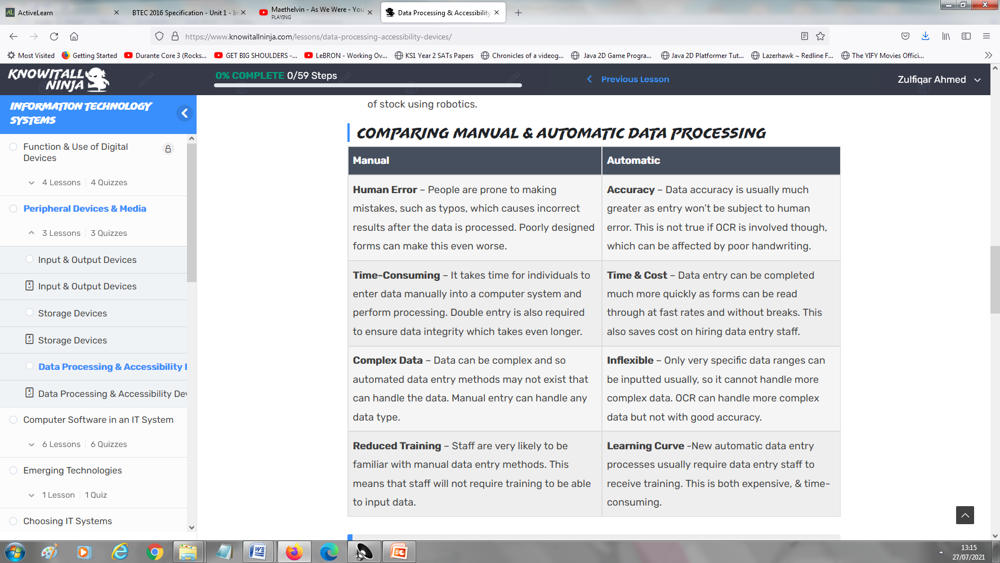 ActiveLearn
BTEC 2016 Specification - Unit 1 - In
Maethelvin - As We Were - You
PLAYING
Data Processing & Accessibility
https://www.knowitallninja.com/lessons/data-processing-accessibility-devices/
Most Visited
Getting Started
Durante Core 3 (Rocks...
GET BIG SHOULDERS -...
LeBRON - Working Ov...
KS1 Year 2 SATs Papers
Chronicles of a videog...
Java 2D Game Progra...
Java 2D Platformer Tut...
Lazerhawk ~ Redline F...
The YIFY Movies Offici...
KNOWITALL
NINJA
0% COMPLETE 0/59 Steps
Previous Lesson
Zulfiqar Ahmed
INFORMATION TECHNOLOGY
SYSTEMS
Function & Use of Digital
Devices
4 Lessons | 4 Quizzes
Peripheral Devices & Media
3 Lessons | 3 Quizzes
Input & Output Devices
Input & Output Devices
Storage Devices
Storage Devices
Data Processing & Accessibility
Data Processing & Accessibility Dev
Computer Software in an IT System
6 Lessons | 6 Quizzes
Emerging Technologies
1 Lesson | 1 Quiz
Choosing IT Systems
of stock using robotics.
COMPARING MANUAL & AUTOMATIC DATA PROCESSING
Manual
Automatic
Human Error – People are prone to making
mistakes, such as typos, which causes incorrect
results after the data is processed. Poorly designed
forms can make this even worse.
Accuracy – Data accuracy is usually much
greater as entry won't be subject to human
error. This is not true if OCR is involved though,
which can be affected by poor handwriting.
Time-Consuming – It takes time for individuals to
enter data manually into a computer system and
perform processing. Double entry is also required
to ensure data integrity which takes even longer.
Time & Cost – Data entry can be completed
much more quickly as forms can be read
through at fast rates and without breaks. This
also saves cost on hiring data entry staff.
Complex Data – Data can be complex and so
automated data entry methods may not exist that
can handle the data. Manual entry can handle any
data type.
Inflexible – Only very specific data ranges can
be inputted usually, so it cannot handle more
complex data. OCR can handle more complex
data but not with good accuracy.
Reduced Training – Staff are very likely to be
familiar with manual data entry methods. This
means that staff will not require training to be able
to input data.
Learning Curve -New automatic data entry
processes usually require data entry staff to
receive training. This is both expensive, & time-
consuming.
13:15
27/07/2021